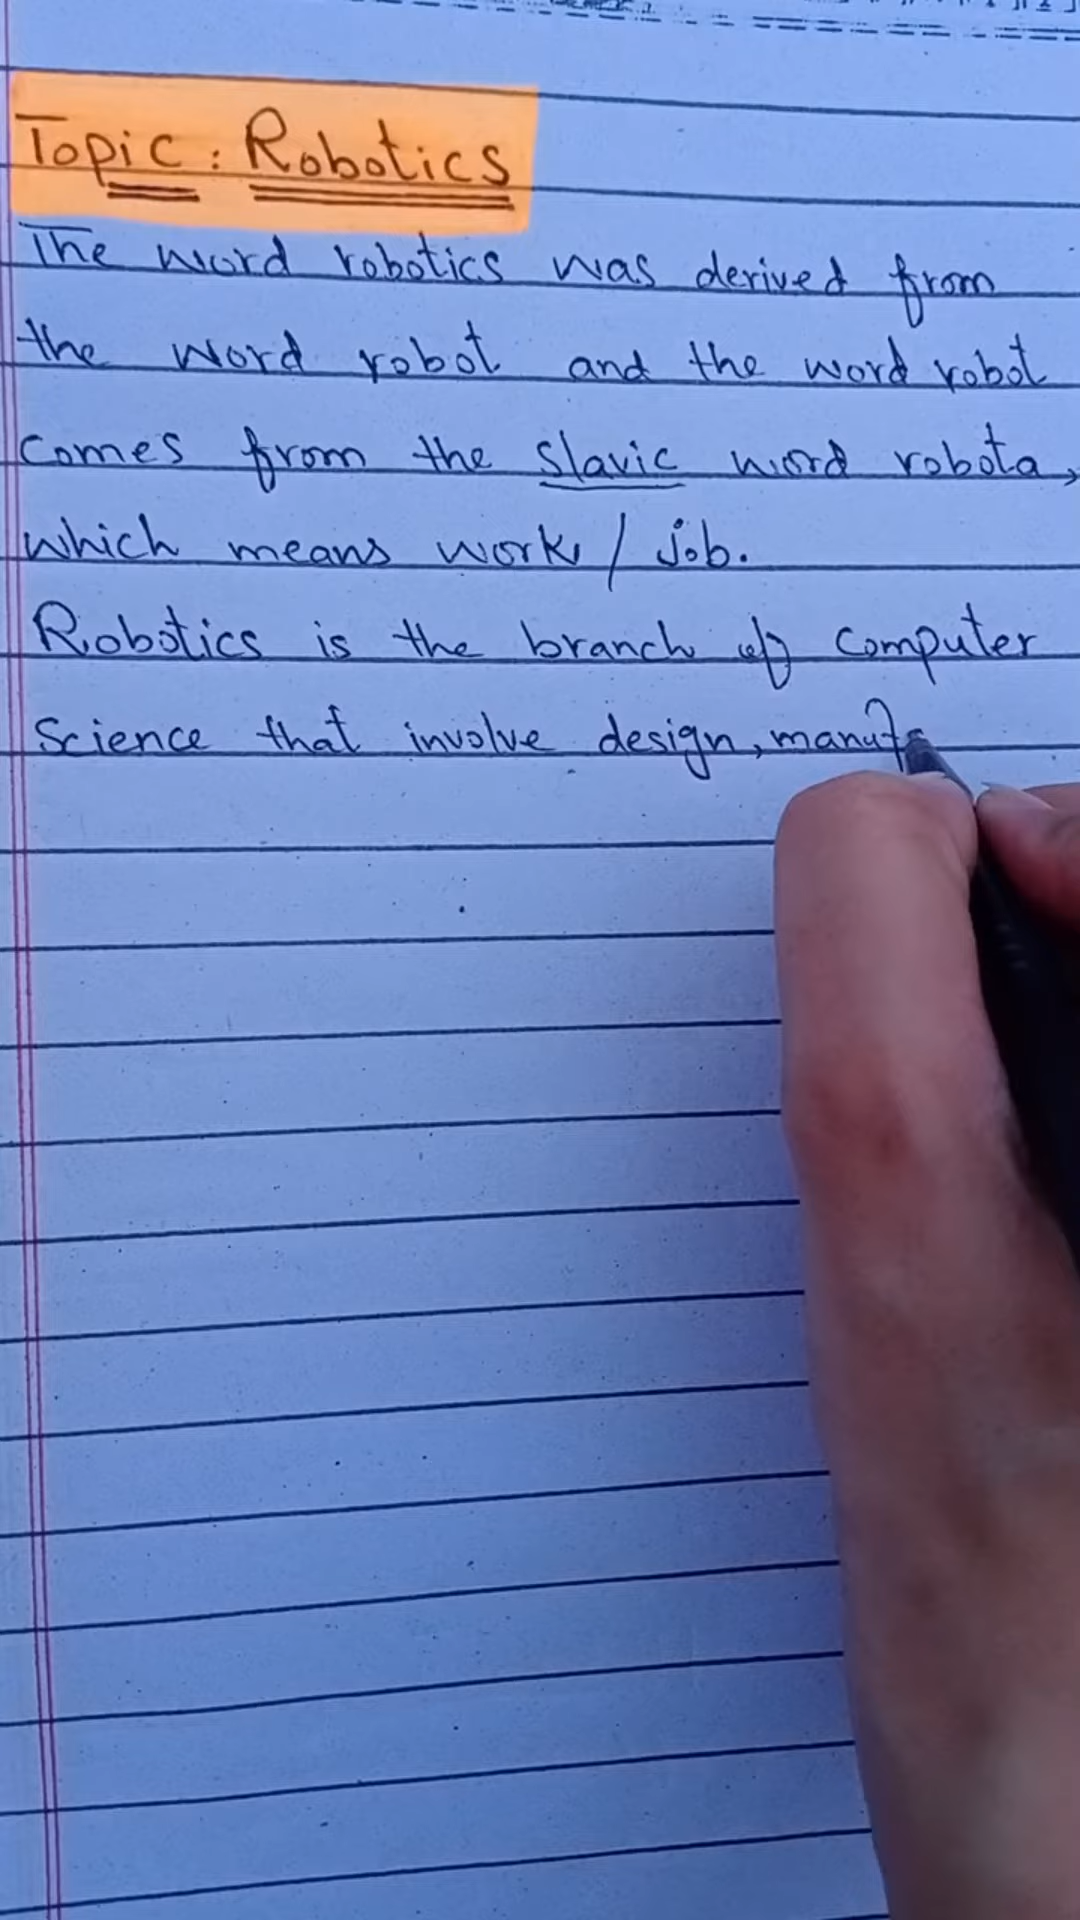 Topic : Robotics
The word robotics was derived from
the word robot and the word robot
comes from the Slavic word robota,
which means work / job.
Robotics is the branch of computer
Science that involve design, manuf